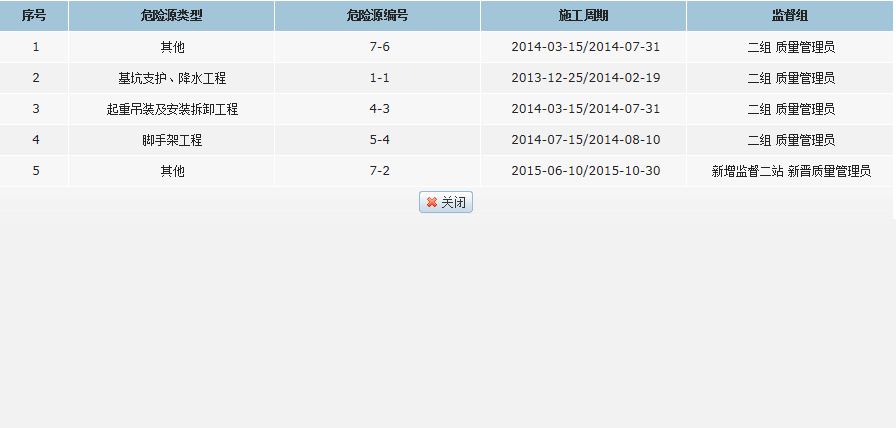 序号 危险源类型 危险源编号 施工周期 监督组
1 其他 7-6 2014-03-15/2014-07-31 二组 质量管理员
2 基坑支护、降水工程 1-1 2013-12-25/2014-02-19 二组 质量管理员
3 起重吊装及安装拆卸工程 4-3 2014-03-15/2014-07-31 二组 质量管理员
4 脚手架工程 5-4 2014-07-15/2014-08-10 二组 质量管理员
5 其他 7-2 2015-06-10/2015-10-30 新增监督二站 新晋质量管理员
关闭